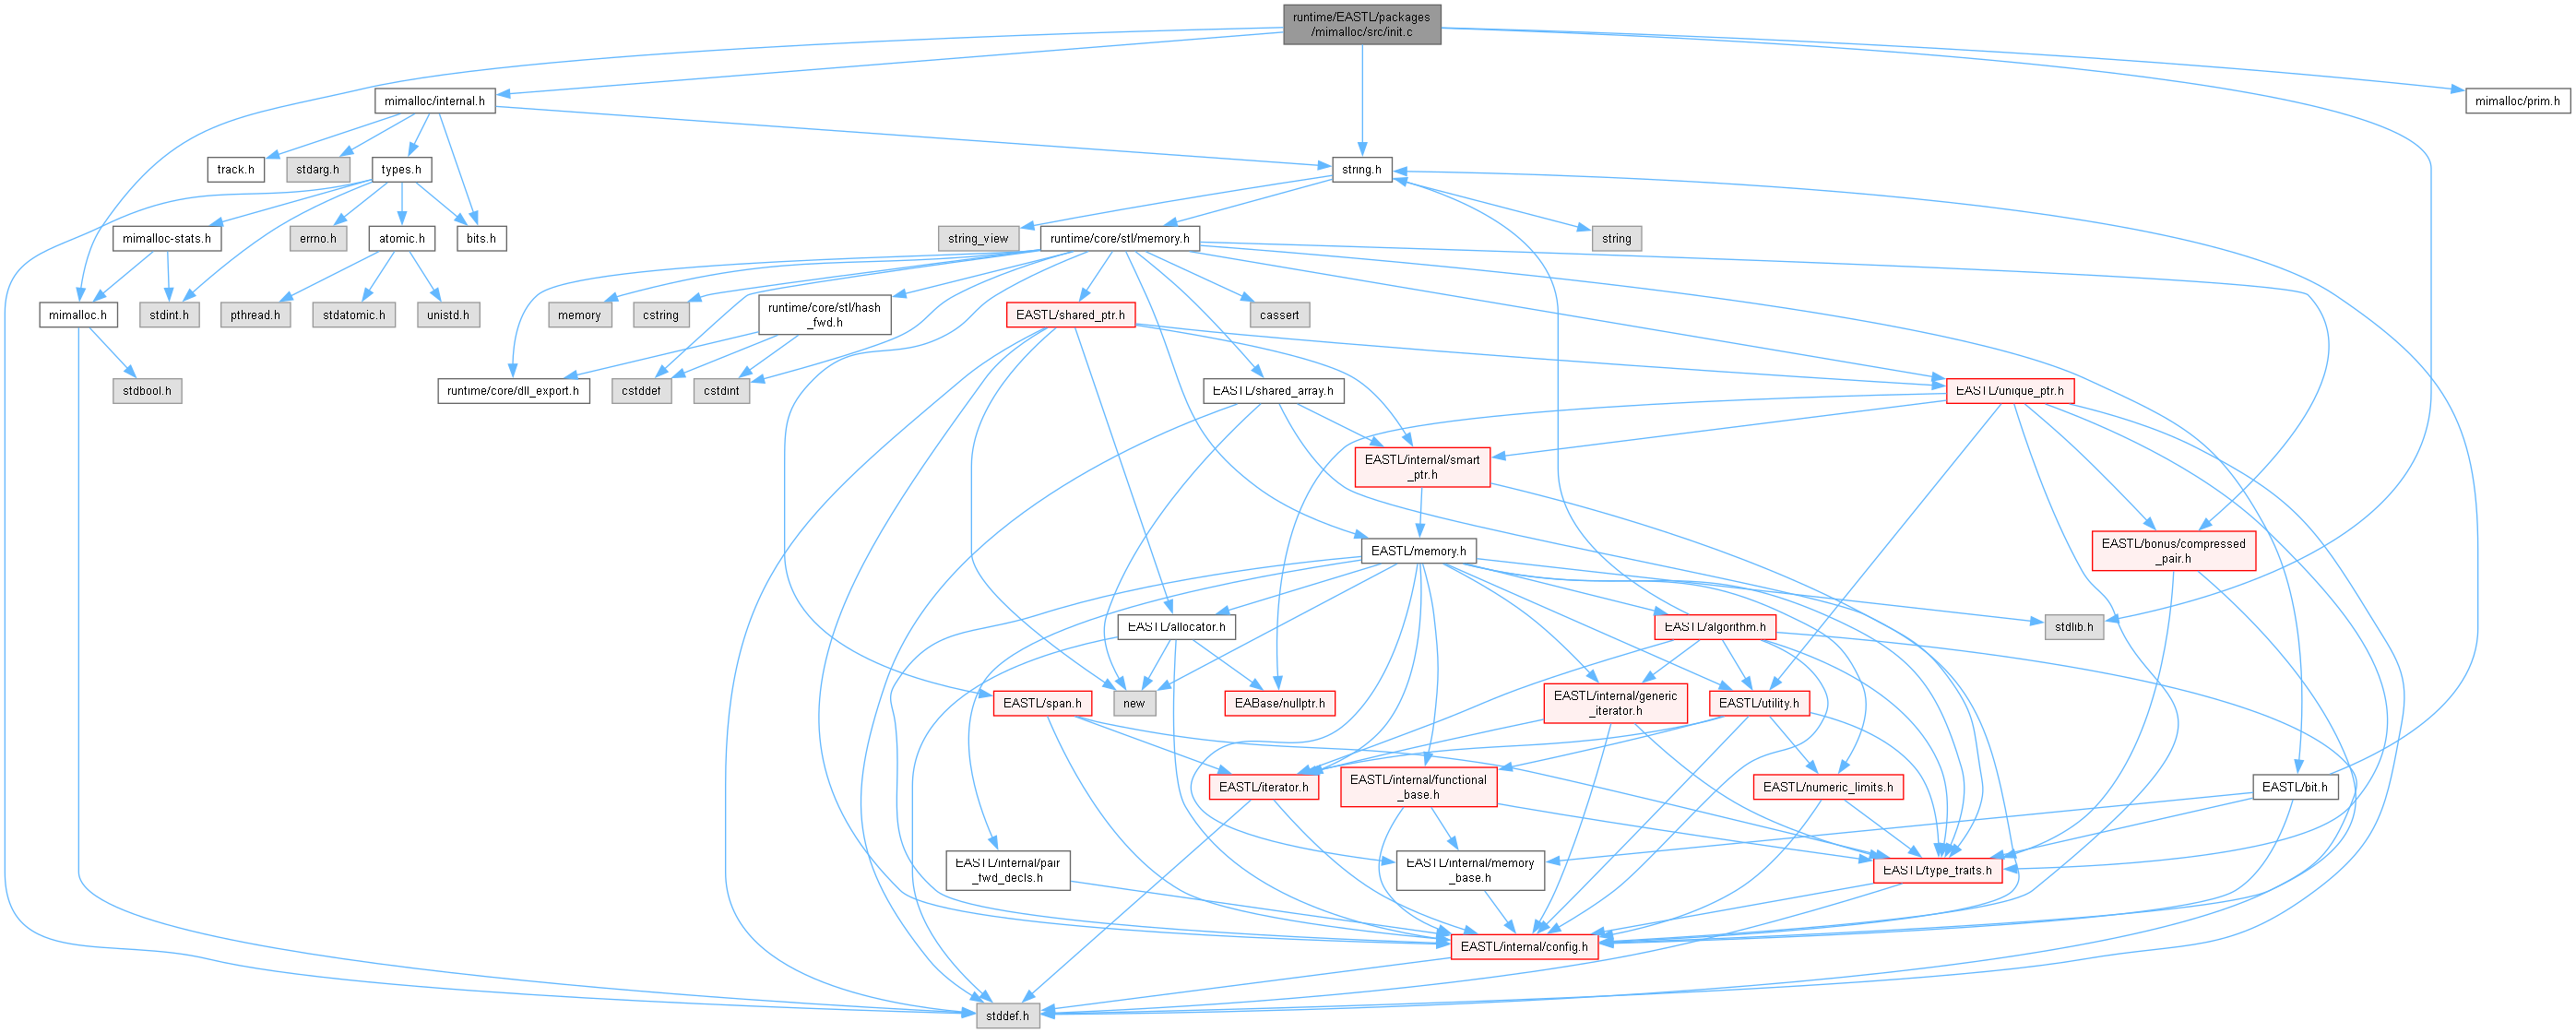 runtime/EASTL/packages
/mimalloc/src/init.c
mimalloc/internal.h
mimalloc/prim.h
track.h
stdarg.h
types.h
string.h
mimalloc-stats.h
errno.h
atomic.h
bits.h
string_view
runtime/core/stl/memory.h
string
mimalloc.h
stdint.h
pthread.h
stdatomic.h
unistd.h
memory
cstring
runtime/core/stl/hash
_fwd.h
EASTL/shared_ptr.h
cassert
stdbool.h
runtime/core/dll_export.h
cstddef
cstdint
EASTL/shared_array.h
EASTL/unique_ptr.h
EASTL/internal/smart
_ptr.h
EASTL/memory.h
EASTL/bonus/compressed
_pair.h
EASTL/allocator.h
EASTL/algorithm.h
stdlib.h
EASTL/span.h
new
EABase/nullptr.h
EASTL/internal/generic
_iterator.h
EASTL/utility.h
EASTL/iterator.h
EASTL/internal/functional
_base.h
EASTL/numeric_limits.h
EASTL/bit.h
EASTL/internal/pair
_fwd_decls.h
EASTL/internal/memory
_base.h
EASTL/type_traits.h
EASTL/internal/config.h
stddef.h